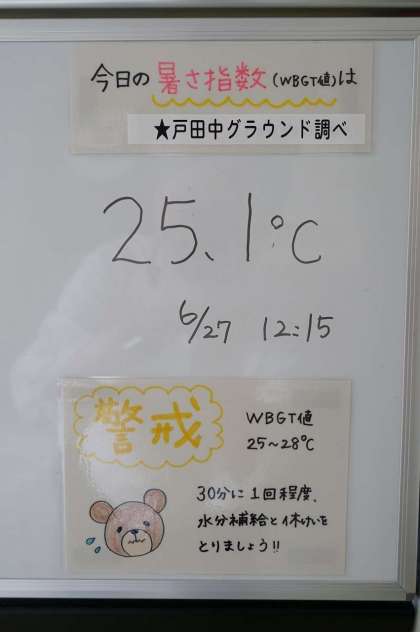 今日の暑さ指数(WBGT値)は
★戸田中グラウンド調べ
25.1℃
6/27 12:15
警戒
WBGT値
25～28℃
30分に1回程度、
水分補給と休けいを
とりましょう!!